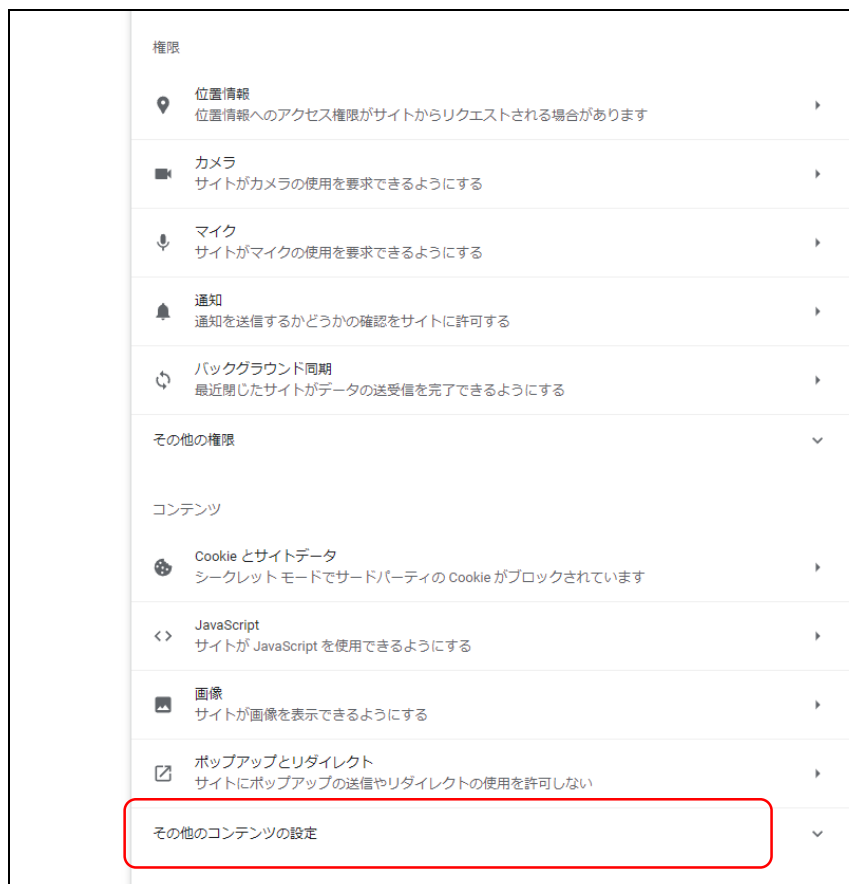 権限
位置情報
位置情報へのアクセス権限がサイトからリクエストされる場合があります
カメラ
サイトがカメラの使用を要求できるようにする
マイク
サイトがマイクの使用を要求できるようにする
通知
通知を送信するかどうかの確認をサイトに許可する
バックグラウンド同期
最近閉じたサイトがデータの送受信を完了できるようにする
その他の権限
コンテンツ
Cookie とサイトデータ
シークレット モードでサードパーティの Cookie がブロックされています
JavaScript
サイトが JavaScript を使用できるようにする
画像
サイトが画像を表示できるようにする
ポップアップとリダイレクト
サイトにポップアップの送信やリダイレクトの使用を許可しない
その他のコンテンツの設定